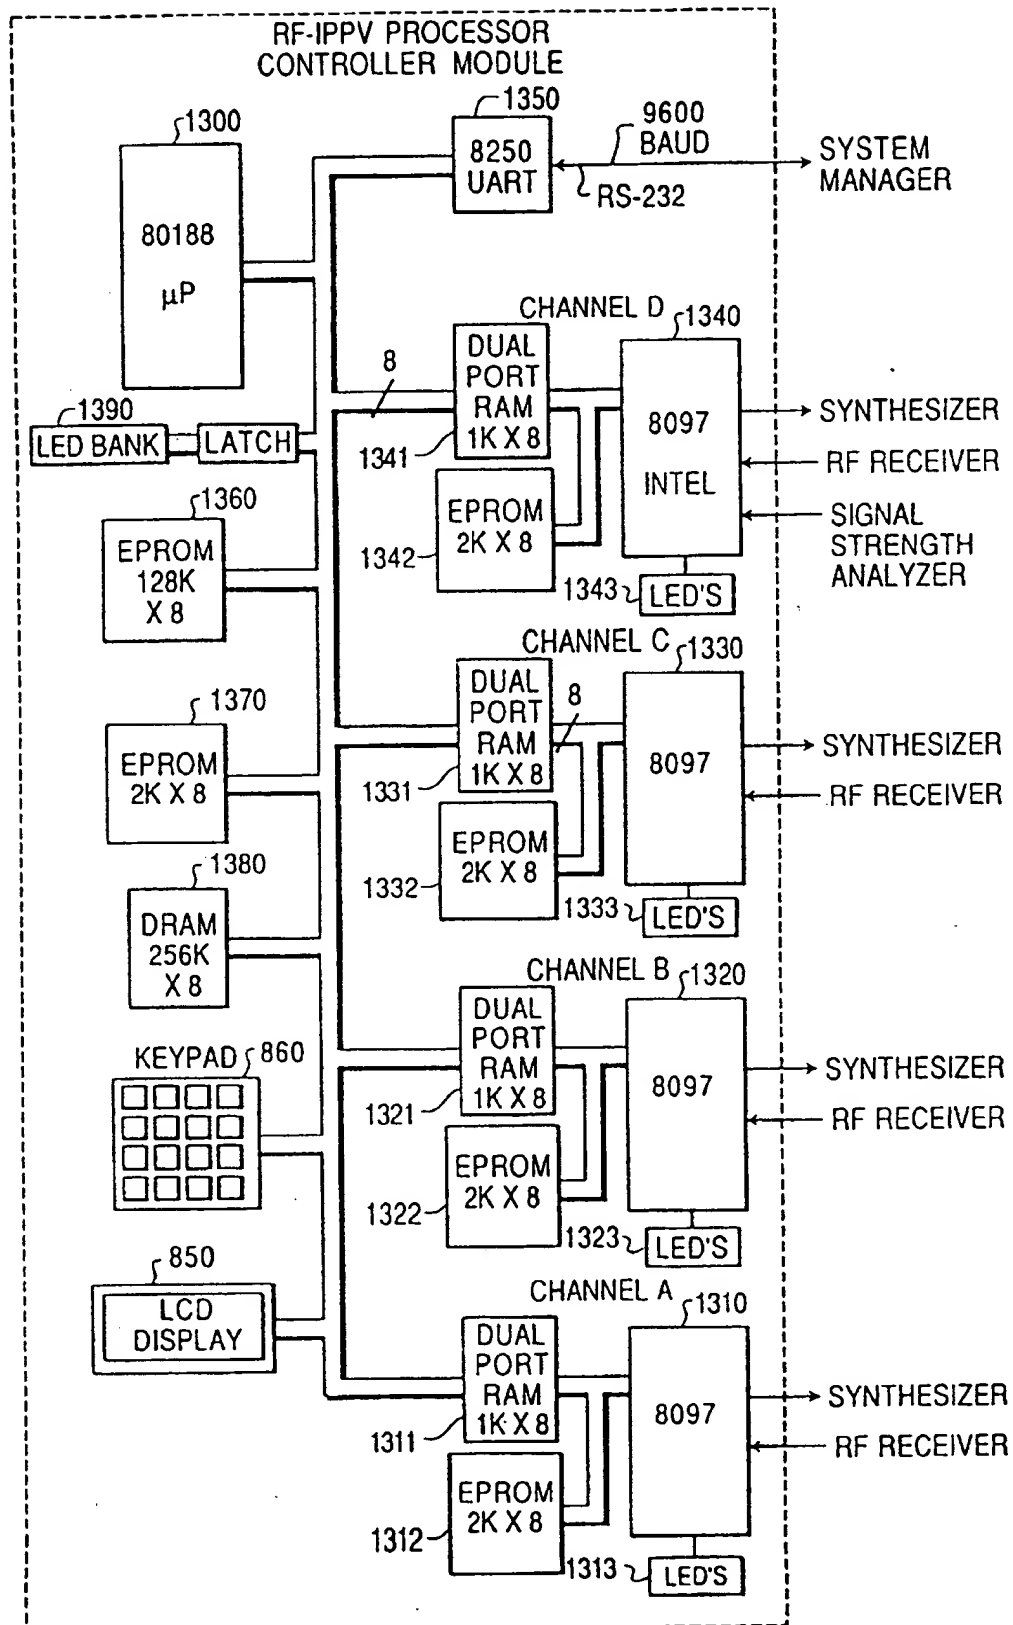 RF-IPPV PROCESSOR
CONTROLLER MODULE
1300
80188
µP
1350
8250
UART
9600
BAUD
RS-232
SYSTEM
MANAGER
1390
LED BANK
LATCH
8
CHANNEL D
DUAL
PORT
RAM
1K X 8
1341
1340
8097
INTEL
SYNTHESIZER
RF RECEIVER
SIGNAL
STRENGTH
ANALYZER
EPROM
2K X 8
1342
1343
LED'S
1360
EPROM
128K
X 8
CHANNEL C
DUAL
PORT
RAM
1K X 8
1331
8
1330
8097
SYNTHESIZER
RF RECEIVER
EPROM
2K X 8
1332
1333
LED'S
1370
EPROM
2K X 8
1380
DRAM
256K
X 8
CHANNEL B
DUAL
PORT
RAM
1K X 8
1321
1320
8097
SYNTHESIZER
RF RECEIVER
EPROM
2K X 8
1322
1323
LED'S
KEYPAD
860
850
LCD
DISPLAY
CHANNEL A
DUAL
PORT
RAM
1K X 8
1311
1310
8097
SYNTHESIZER
RF RECEIVER
EPROM
2K X 8
1312
1313
LED'S